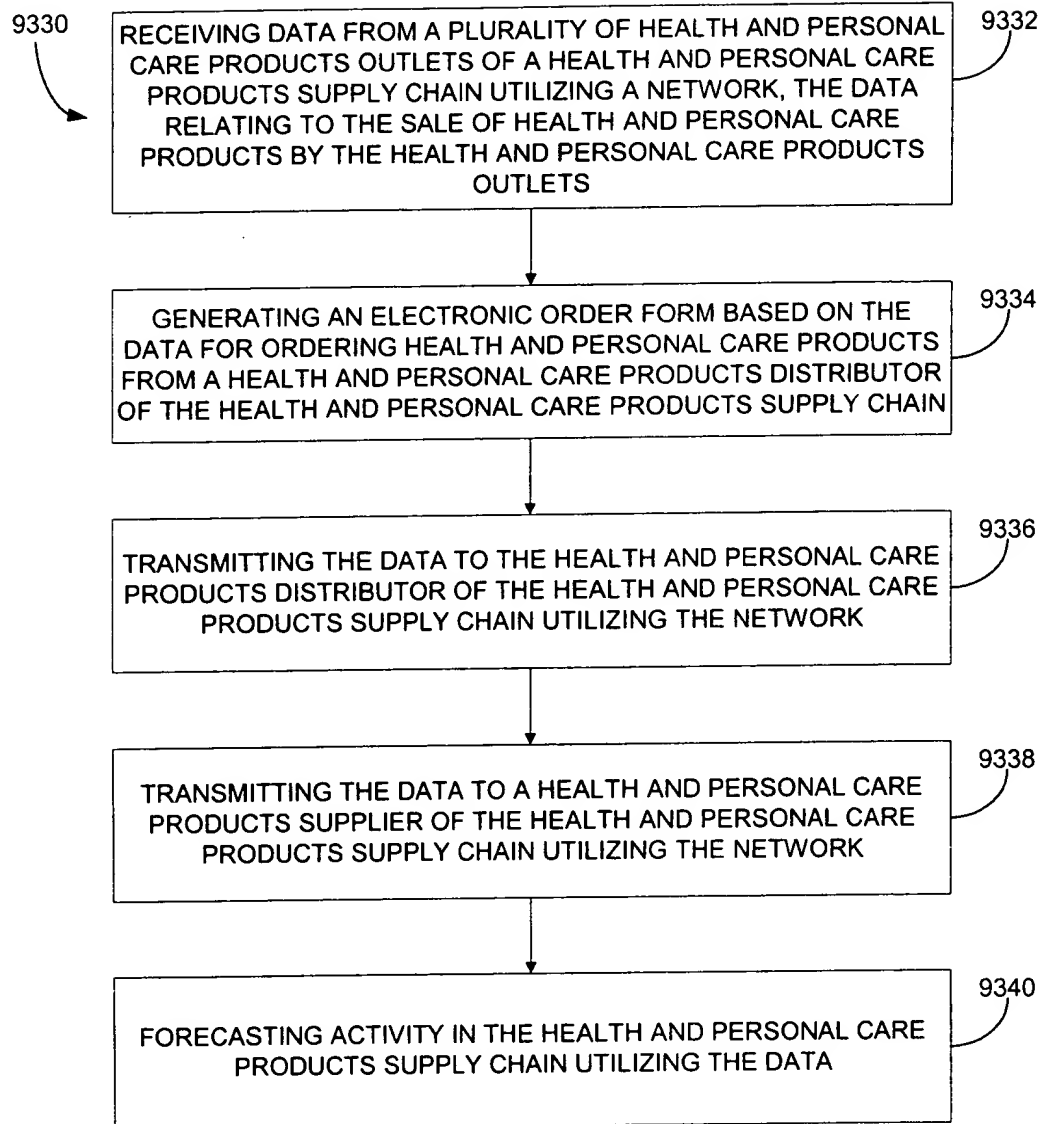 9330
9332
RECEIVING DATA FROM A PLURALITY OF HEALTH AND PERSONAL
CARE PRODUCTS OUTLETS OF A HEALTH AND PERSONAL CARE
PRODUCTS SUPPLY CHAIN UTILIZING A NETWORK, THE DATA
RELATING TO THE SALE OF HEALTH AND PERSONAL CARE
PRODUCTS BY THE HEALTH AND PERSONAL CARE PRODUCTS
OUTLETS
9334
GENERATING AN ELECTRONIC ORDER FORM BASED ON THE
DATA FOR ORDERING HEALTH AND PERSONAL CARE PRODUCTS
FROM A HEALTH AND PERSONAL CARE PRODUCTS DISTRIBUTOR
OF THE HEALTH AND PERSONAL CARE PRODUCTS SUPPLY CHAIN
9336
TRANSMITTING THE DATA TO THE HEALTH AND PERSONAL CARE
PRODUCTS DISTRIBUTOR OF THE HEALTH AND PERSONAL CARE
PRODUCTS SUPPLY CHAIN UTILIZING THE NETWORK
9338
TRANSMITTING THE DATA TO A HEALTH AND PERSONAL CARE
PRODUCTS SUPPLIER OF THE HEALTH AND PERSONAL CARE
PRODUCTS SUPPLY CHAIN UTILIZING THE NETWORK
9340
FORECASTING ACTIVITY IN THE HEALTH AND PERSONAL CARE
PRODUCTS SUPPLY CHAIN UTILIZING THE DATA